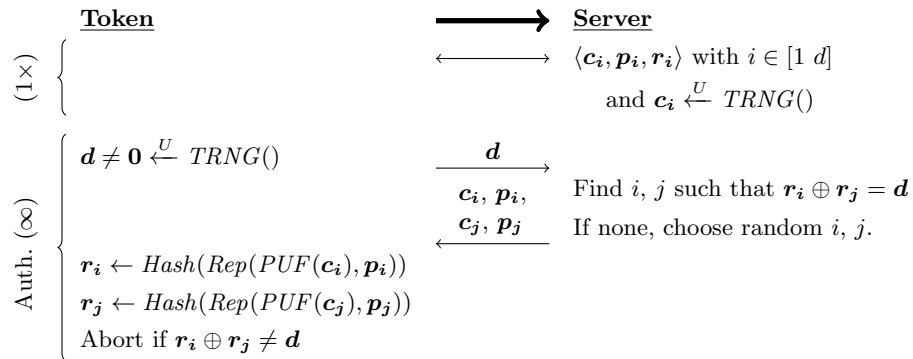 Token Server
(1×)
⟨c_i, p_i, r_i⟩ with i ∈ [1 d]
and c_i ←^U TRNG()
Auth. (∞)
d ≠ 0 ←^U TRNG()
d
c_i, p_i,
c_j, p_j
Find i, j such that r_i ⊕ r_j = d
If none, choose random i, j.
r_i ← Hash(Rep(PUF(c_i), p_i))
r_j ← Hash(Rep(PUF(c_j), p_j))
Abort if r_i ⊕ r_j ≠ d